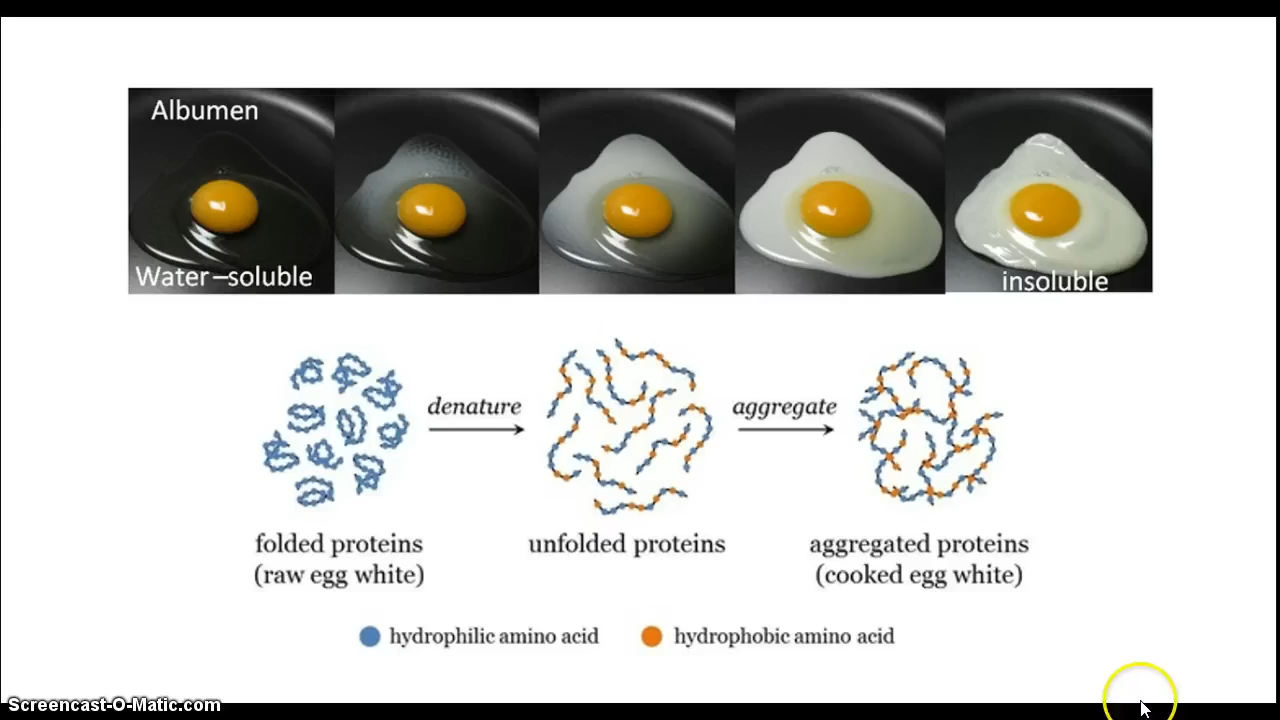 Albumen
Water–soluble
insoluble
denature
aggregate
folded proteins
(raw egg white)
unfolded proteins
aggregated proteins
(cooked egg white)
hydrophilic amino acid
hydrophobic amino acid
Screencast-O-Matic.com